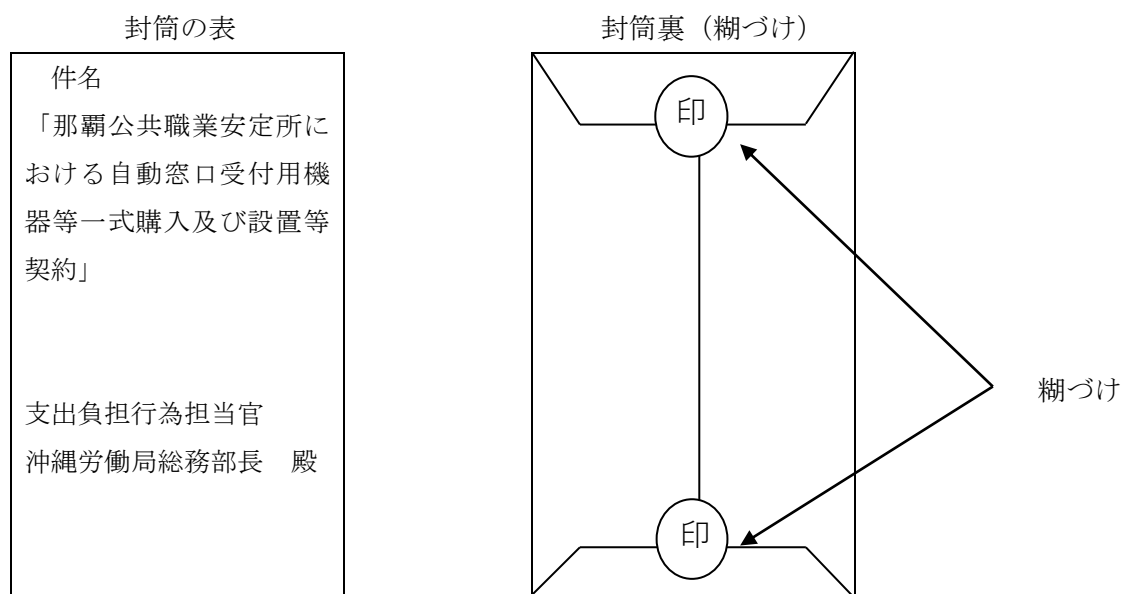 封筒の表
件名
「那覇公共職業安定所に
おける自動窓口受付用機
器等一式購入及び設置等
契約」
支出負担行為担当官
沖縄労働局総務部長　殿
封筒裏（糊づけ）
印
印
糊づけ